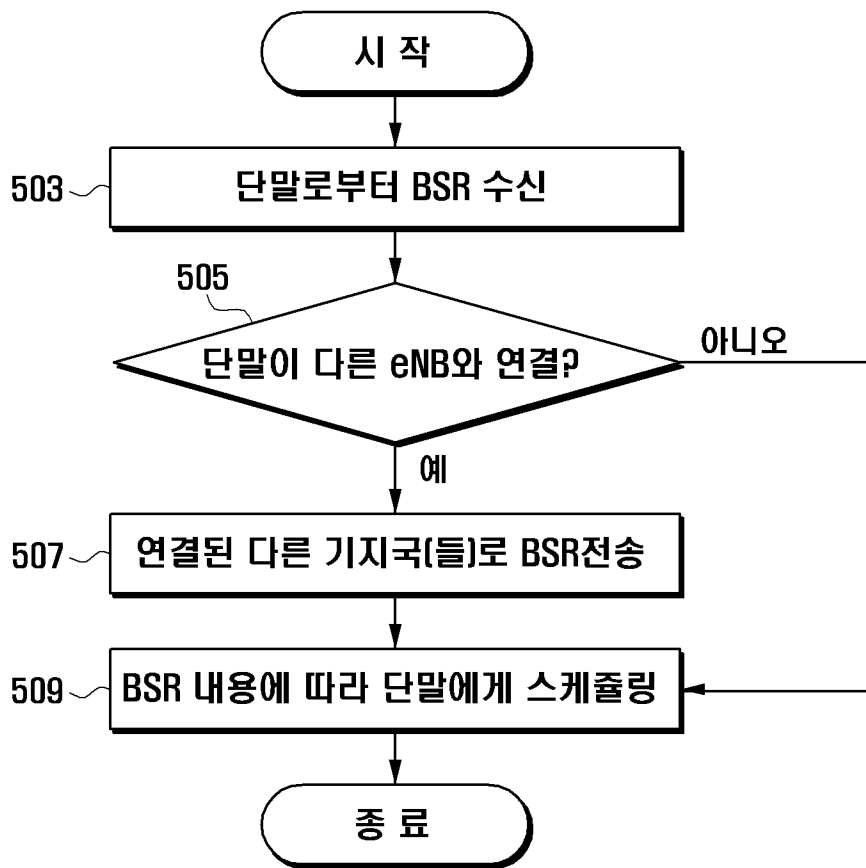 시 작
503
단말로부터 BSR 수신
505
단말이 다른 eNB와 연결?
아니오
예
507
연결된 다른 기지국(들)로 BSR전송
509
BSR 내용에 따라 단말에게 스케쥴링
종 료